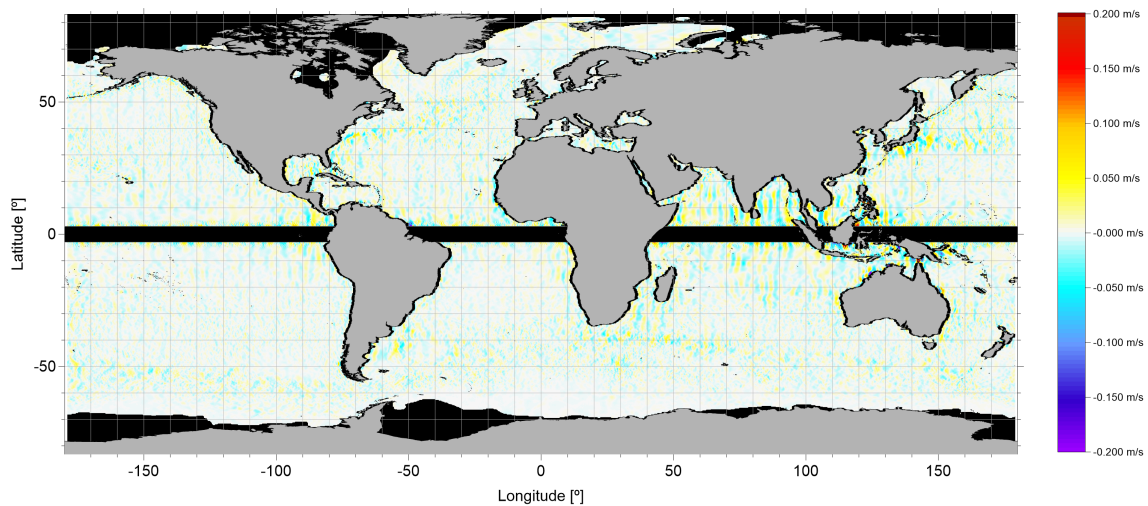 50
0
-50
Latitude [º]
-150
-100
-50
0
50
100
150
Longitude [º]
0.200 m/s
0.150 m/s
0.100 m/s
0.050 m/s
-0.000 m/s
-0.050 m/s
-0.100 m/s
-0.150 m/s
-0.200 m/s